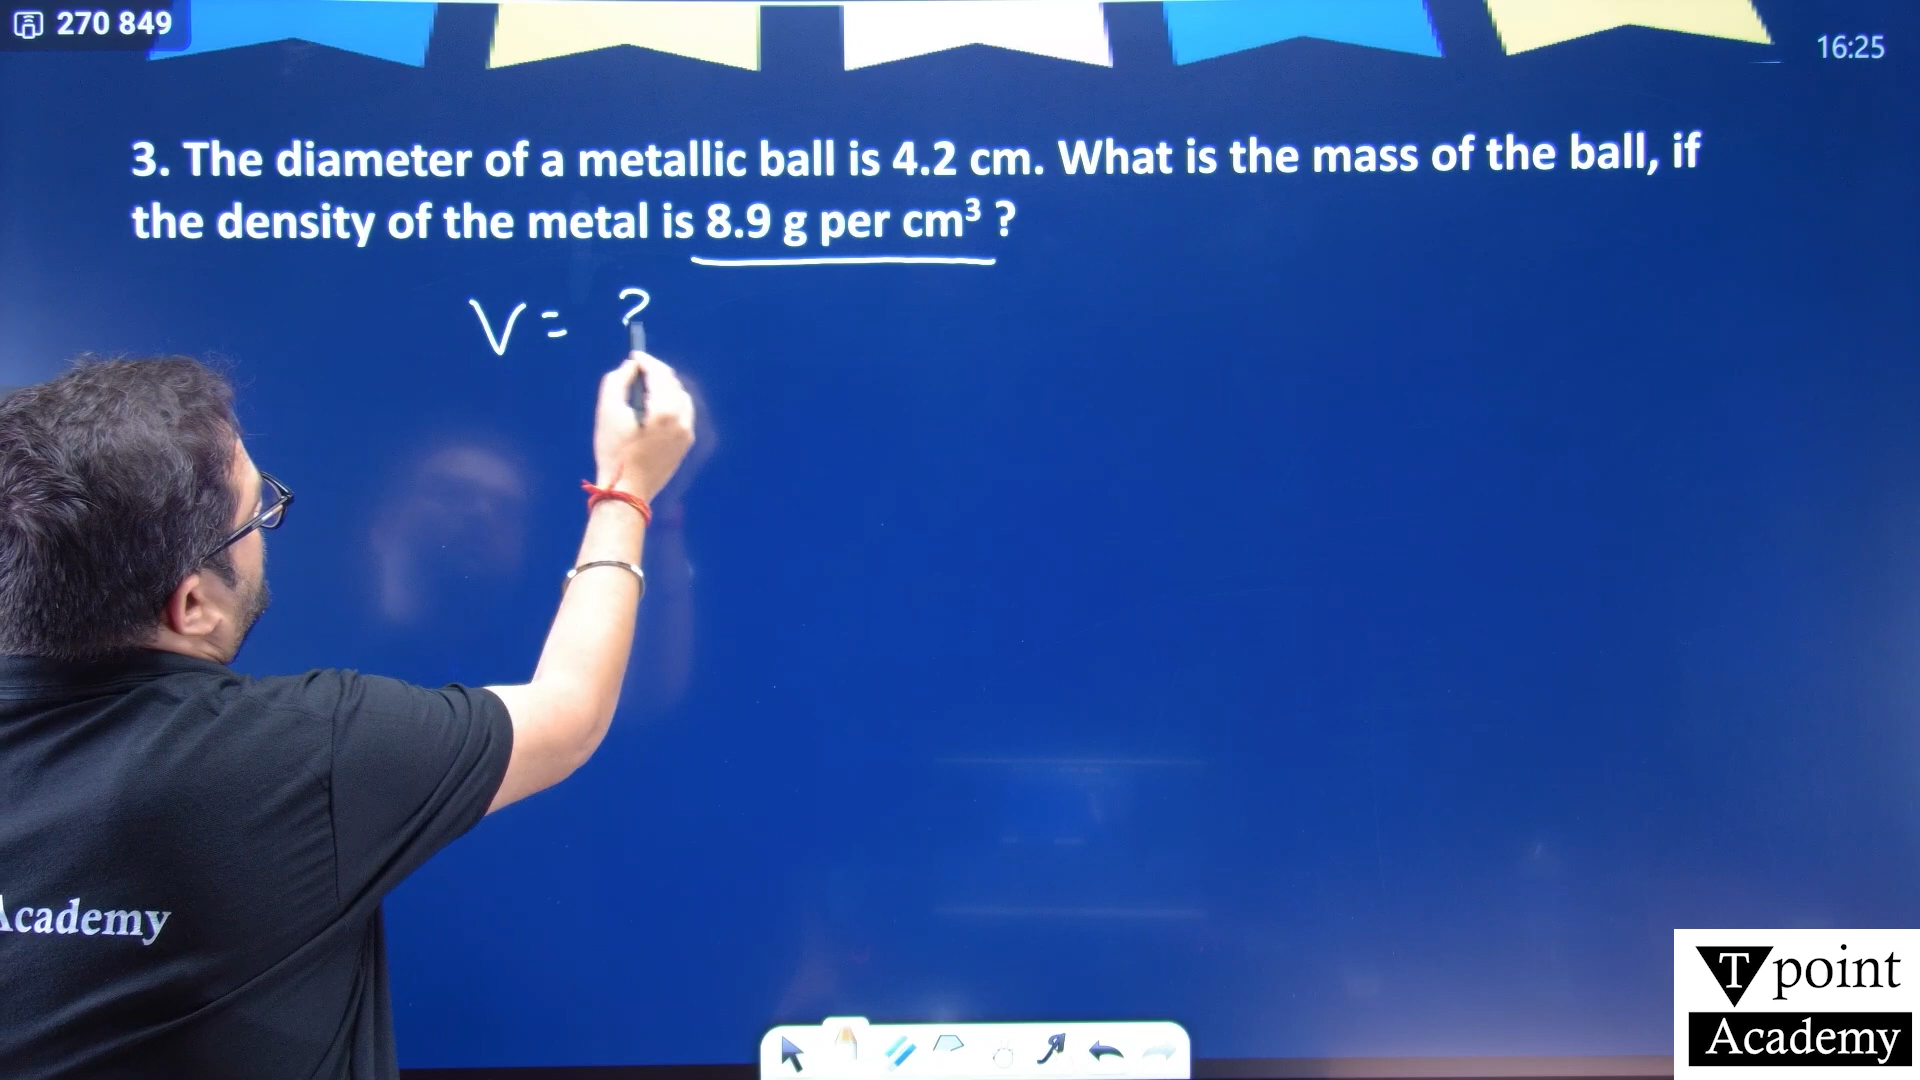 270 849
16:25
3. The diameter of a metallic ball is 4.2 cm. What is the mass of the ball, if
the density of the metal is 8.9 g per cm³ ?
V = ?
Academy
T point
Academy